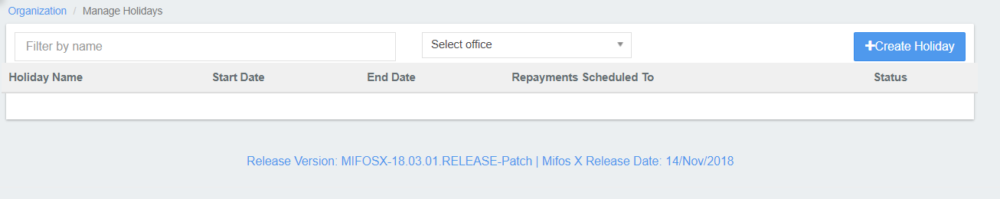 Organization / Manage Holidays
Filter by name Select office Create Holiday
Holiday Name Start Date End Date Repayments Scheduled To Status
Release Version: MIFOSX-18.03.01.RELEASE-Patch | Mifos X Release Date: 14/Nov/2018